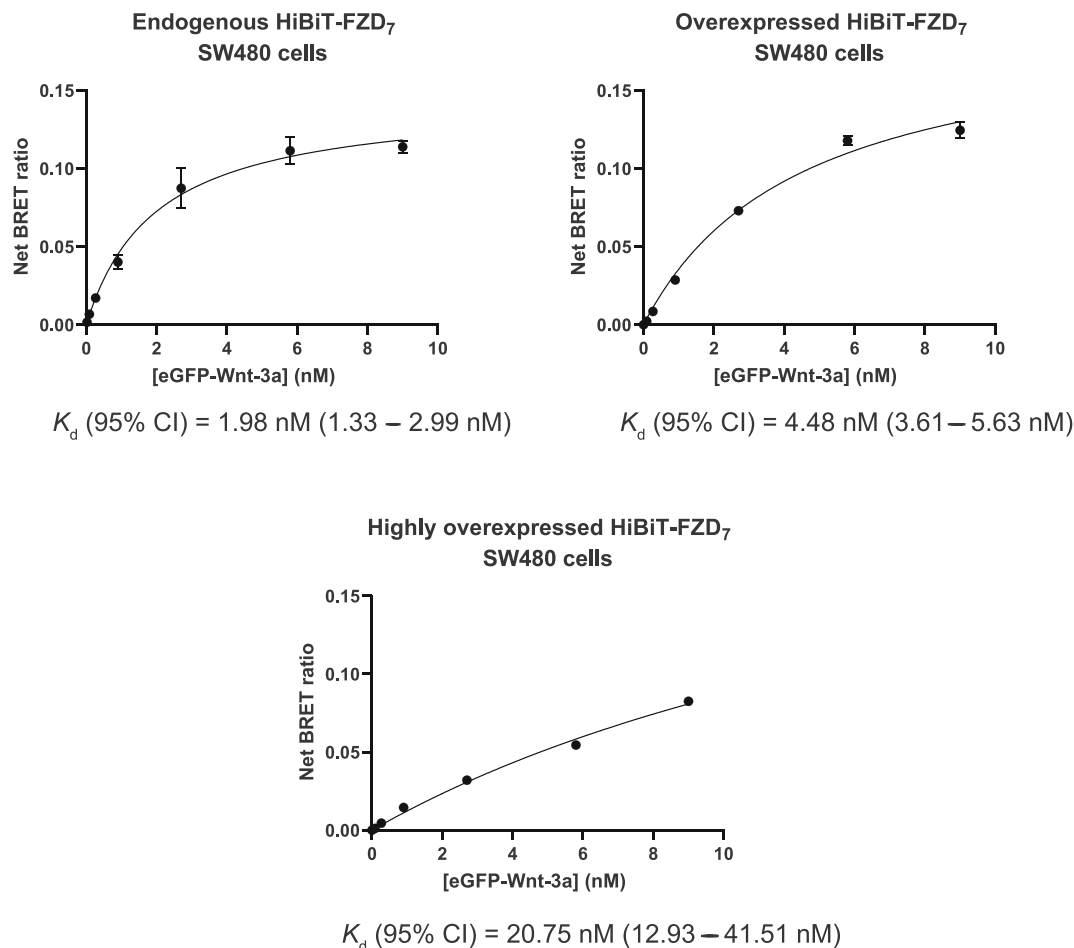 Endogenous HiBiT-FZD₇
SW480 cells
Net BRET ratio
0.15
0.10
0.05
0.00
0 2 4 6 8 10
[eGFP-Wnt-3a] (nM)
K_d (95% CI) = 1.98 nM (1.33 – 2.99 nM)
Overexpressed HiBiT-FZD₇
SW480 cells
Net BRET ratio
0.15
0.10
0.05
0.00
0 2 4 6 8 10
[eGFP-Wnt-3a] (nM)
K_d (95% CI) = 4.48 nM (3.61 – 5.63 nM)
Highly overexpressed HiBiT-FZD₇
SW480 cells
Net BRET ratio
0.15
0.10
0.05
0.00
0 2 4 6 8 10
[eGFP-Wnt-3a] (nM)
K_d (95% CI) = 20.75 nM (12.93 – 41.51 nM)